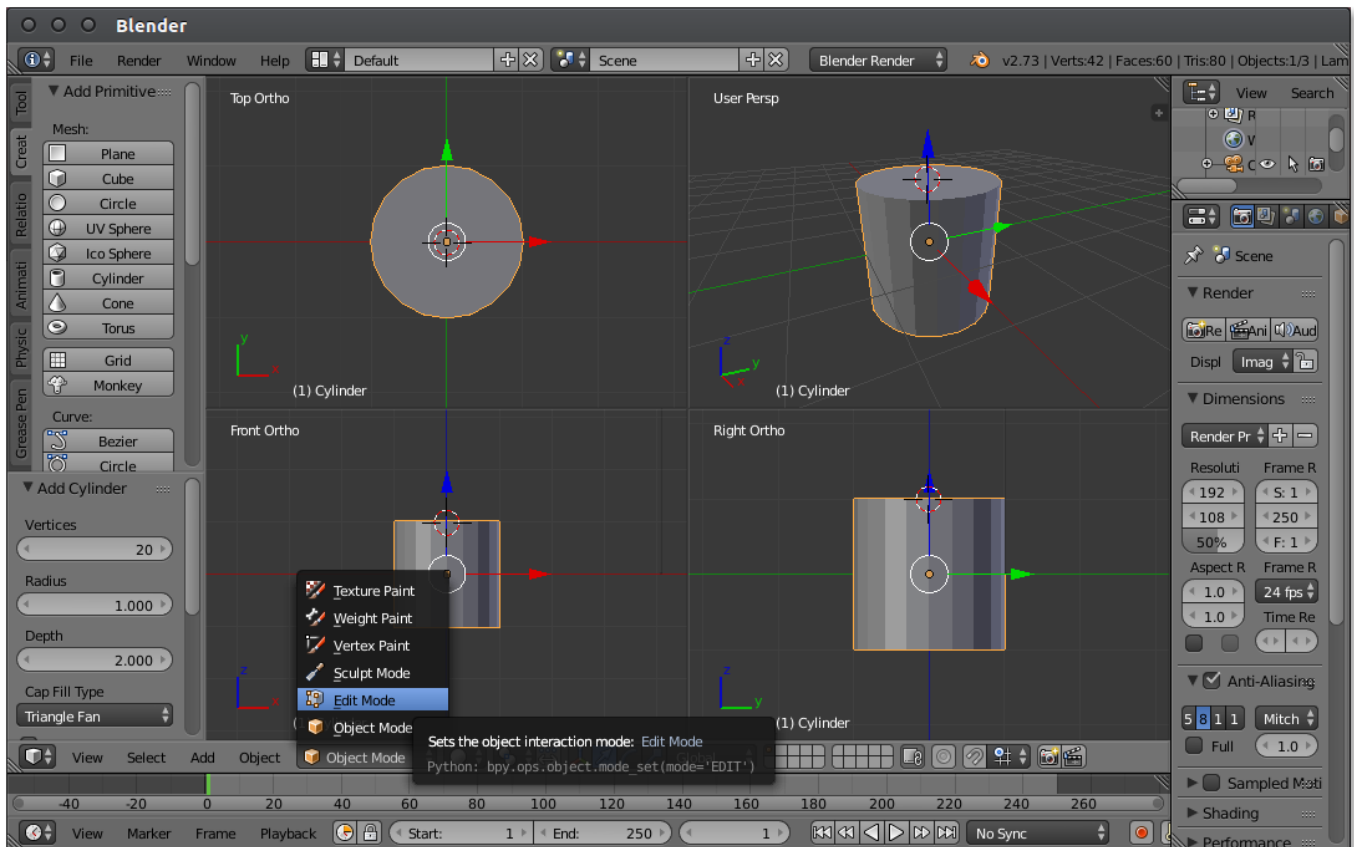 Blender
File Render Window Help Default Scene Blender Render v2.73 | Verts:42 | Faces:60 | Tris:80 | Objects:1/3 | Lam
Tool
Creat
Relatio
Animati
Physic
Grease Pen
Add Primitive
Mesh:
Plane
Cube
Circle
UV Sphere
Ico Sphere
Cylinder
Cone
Torus
Grid
Monkey
Curve:
Bezier
Circle
Add Cylinder
Vertices
20
Radius
1.000
Depth
2.000
Cap Fill Type
Triangle Fan
Top Ortho
y
x
(1) Cylinder
User Persp
z
y
x
(1) Cylinder
Front Ortho
z
x
Right Ortho
z
y
(1) Cylinder
Texture Paint
Weight Paint
Vertex Paint
Sculpt Mode
Edit Mode
Object Mode
Sets the object interaction mode: Edit Mode
Python: bpy.ops.object.mode_set(mode='EDIT')
View Select Add Object Object Mode
-40 -20 0 20 40 60 80 100 120 140 160 180 200 220 240 260
View Marker Frame Playback Start: 1 End: 250 1 No Sync
View Search
R
V
C
Scene
Render
Re Ani Aud
Displ Imag
Dimensions
Render Pr
Resoluti Frame R
192 S: 1
108 250
50% F: 1
Aspect R Frame R
1.0 24 fps
1.0 Time Re
Anti-Aliasing
5 8 1 1 Mitch
Full 1.0
Sampled Moti
Shading
Performance